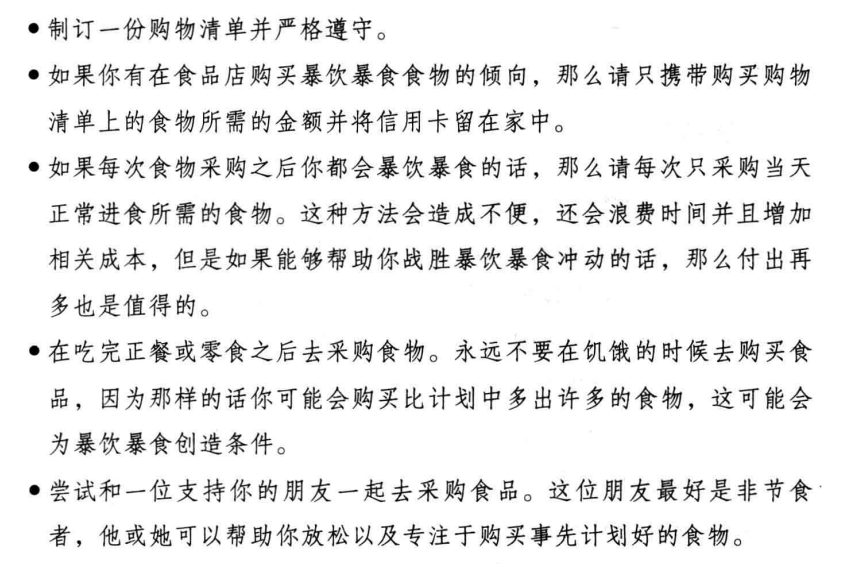 ●制订一份购物清单并严格遵守。
●如果你有在食品店购买暴饮暴食食物的倾向，那么请只携带购买购物
清单上的食物所需的金额并将信用卡留在家中。
●如果每次食物采购之后你都会暴饮暴食的话，那么请每次只采购当天
正常进食所需的食物。这种方法会造成不便，还会浪费时间并且增加
相关成本，但是如果能够帮助你战胜暴饮暴食冲动的话，那么付出再
多也是值得的。
●在吃完正餐或零食之后去采购食物。永远不要在饥饿的时候去购买食
品，因为那样的话你可能会购买比计划中多出许多的食物，这可能会
为暴饮暴食创造条件。
●尝试和一位支持你的朋友一起去采购食品。这位朋友最好是非节食
者，他或她可以帮助你放松以及专注于购买事先计划好的食物。